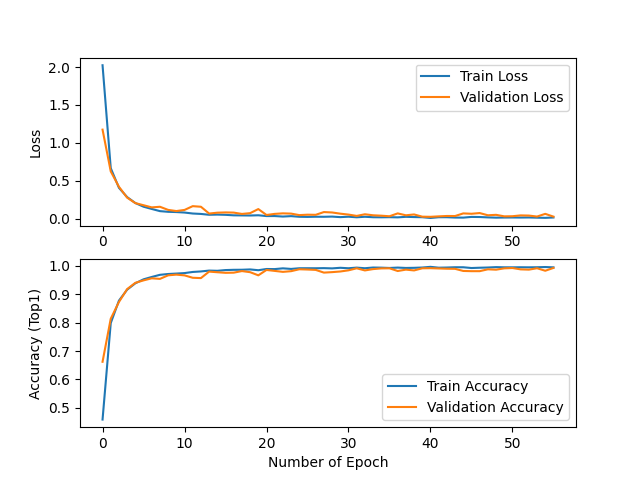 2.0
1.5
1.0
0.5
0.0
Loss
Train Loss
Validation Loss
0 10 20 30 40 50
1.0
0.9
0.8
0.7
0.6
0.5
Accuracy (Top1)
Train Accuracy
Validation Accuracy
0 10 20 30 40 50
Number of Epoch